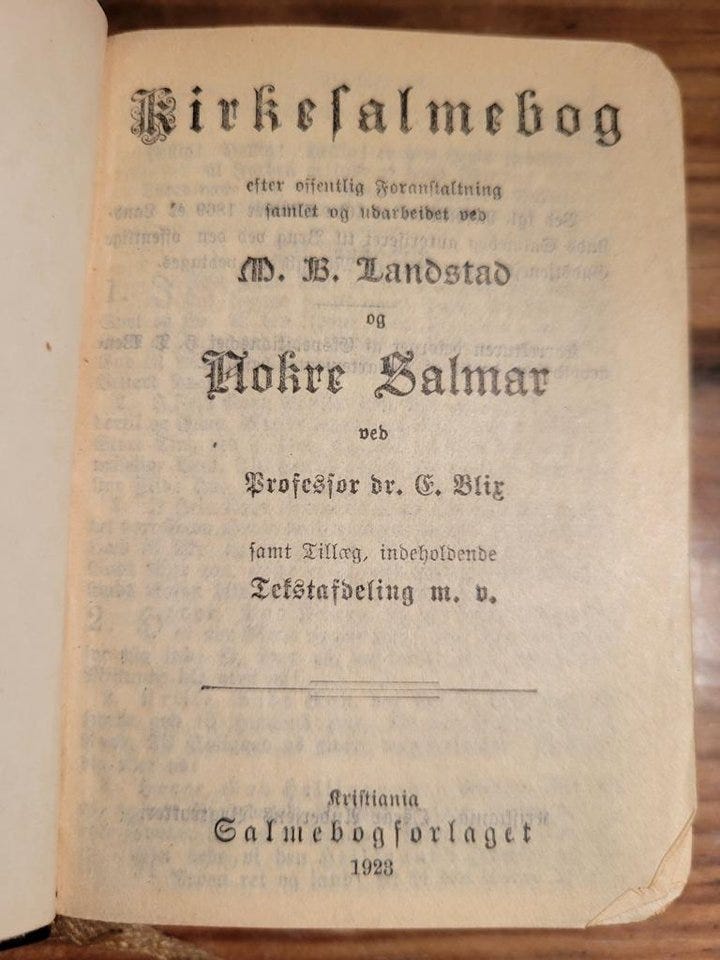 Kirkesalmebog
efter offentlig Foranstaltning
samlet og udarbeidet ved
M. B. Landstad
og
Nokre Salmar
ved
Professor dr. E. Blix
samt Tillæg, indeholdende
Tekstafdeling m. v.
Kristiania
Salmebogforlaget
1923